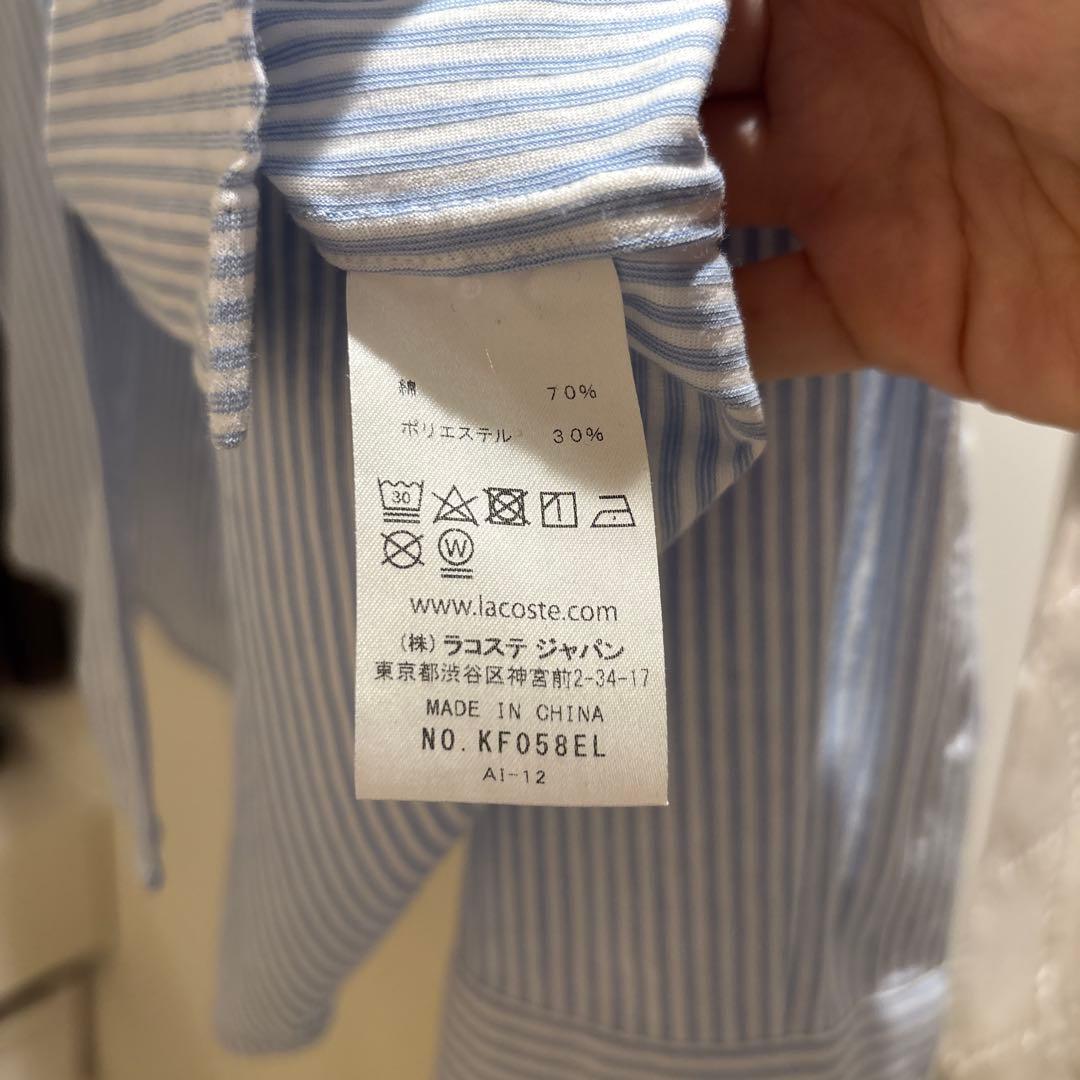 綿 70%
ポリエステル 30%
30
W
www.lacoste.com
(株) ラコステ ジャパン
東京都渋谷区神宮前2-34-17
MADE IN CHINA
NO. KF058EL
AI-12